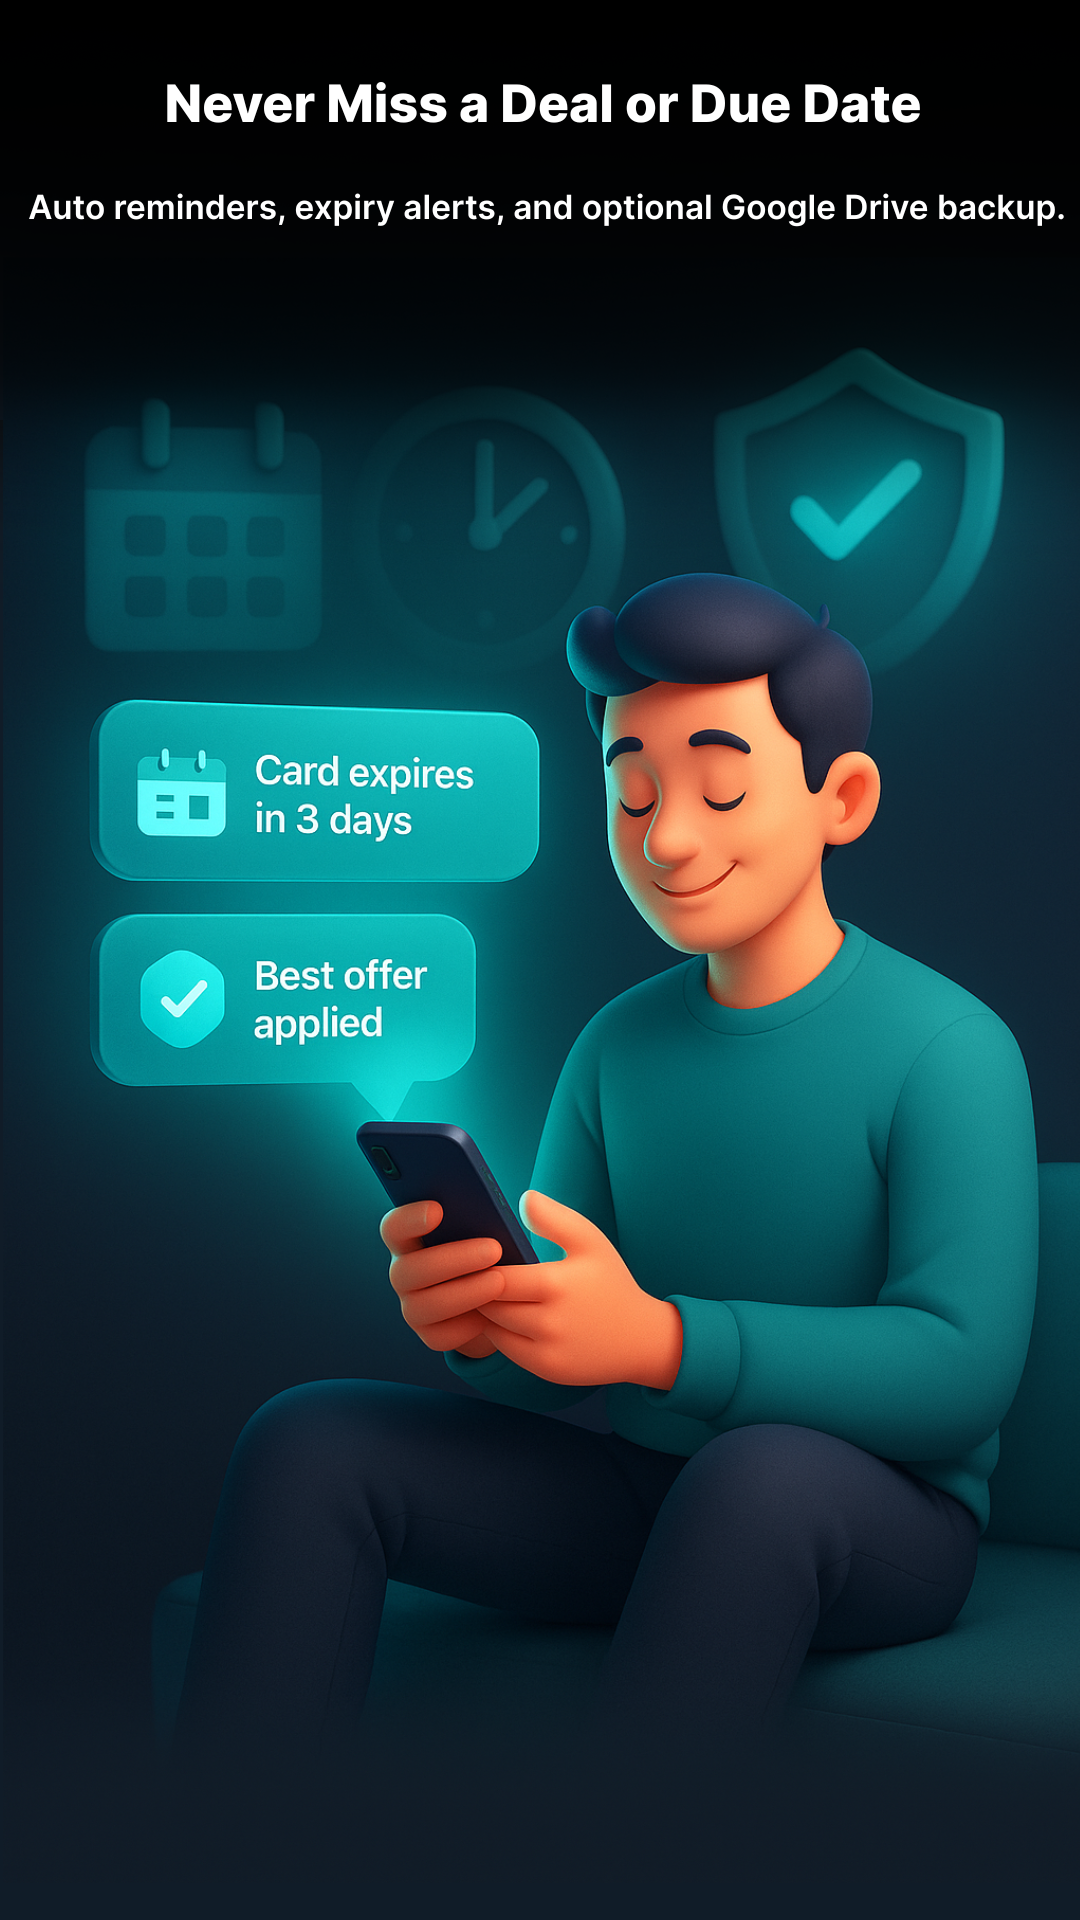 Never Miss a Deal or Due Date
Auto reminders, expiry alerts, and optional Google Drive backup.
Card expires
in 3 days
Best offer
applied